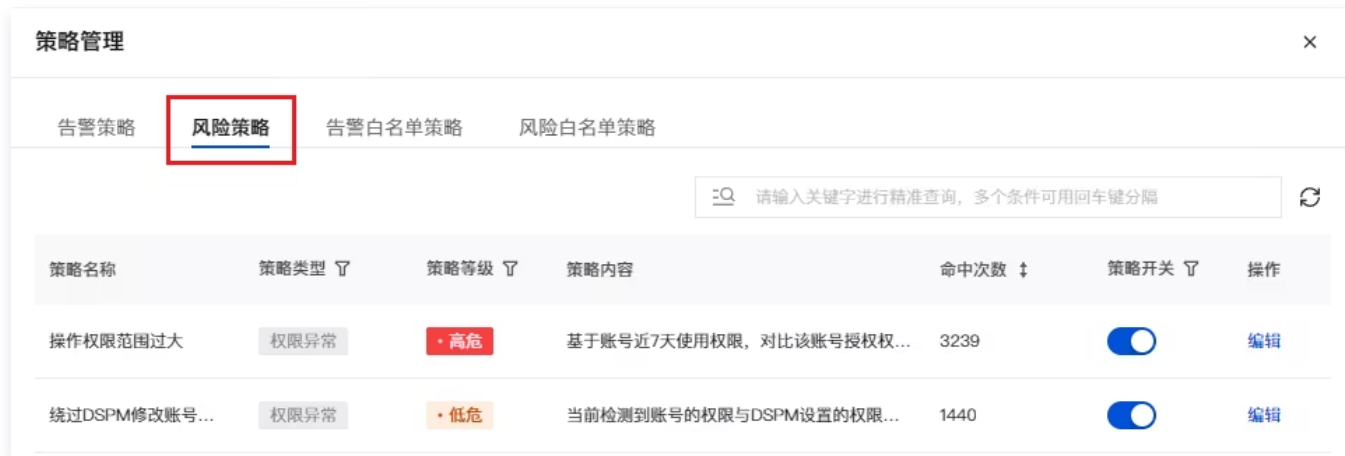 策略管理
告警策略 风险策略 告警白名单策略 风险白名单策略
请输入关键字进行精准查询，多个条件可用回车键分隔
策略名称 策略类型 策略等级 策略内容 命中次数 策略开关 操作
操作权限范围过大 权限异常 高危 基于账号近7天使用权限，对比该账号授权权... 3239 编辑
绕过DSPM修改账号... 权限异常 低危 当前检测到账号的权限与DSPM设置的权限... 1440 编辑